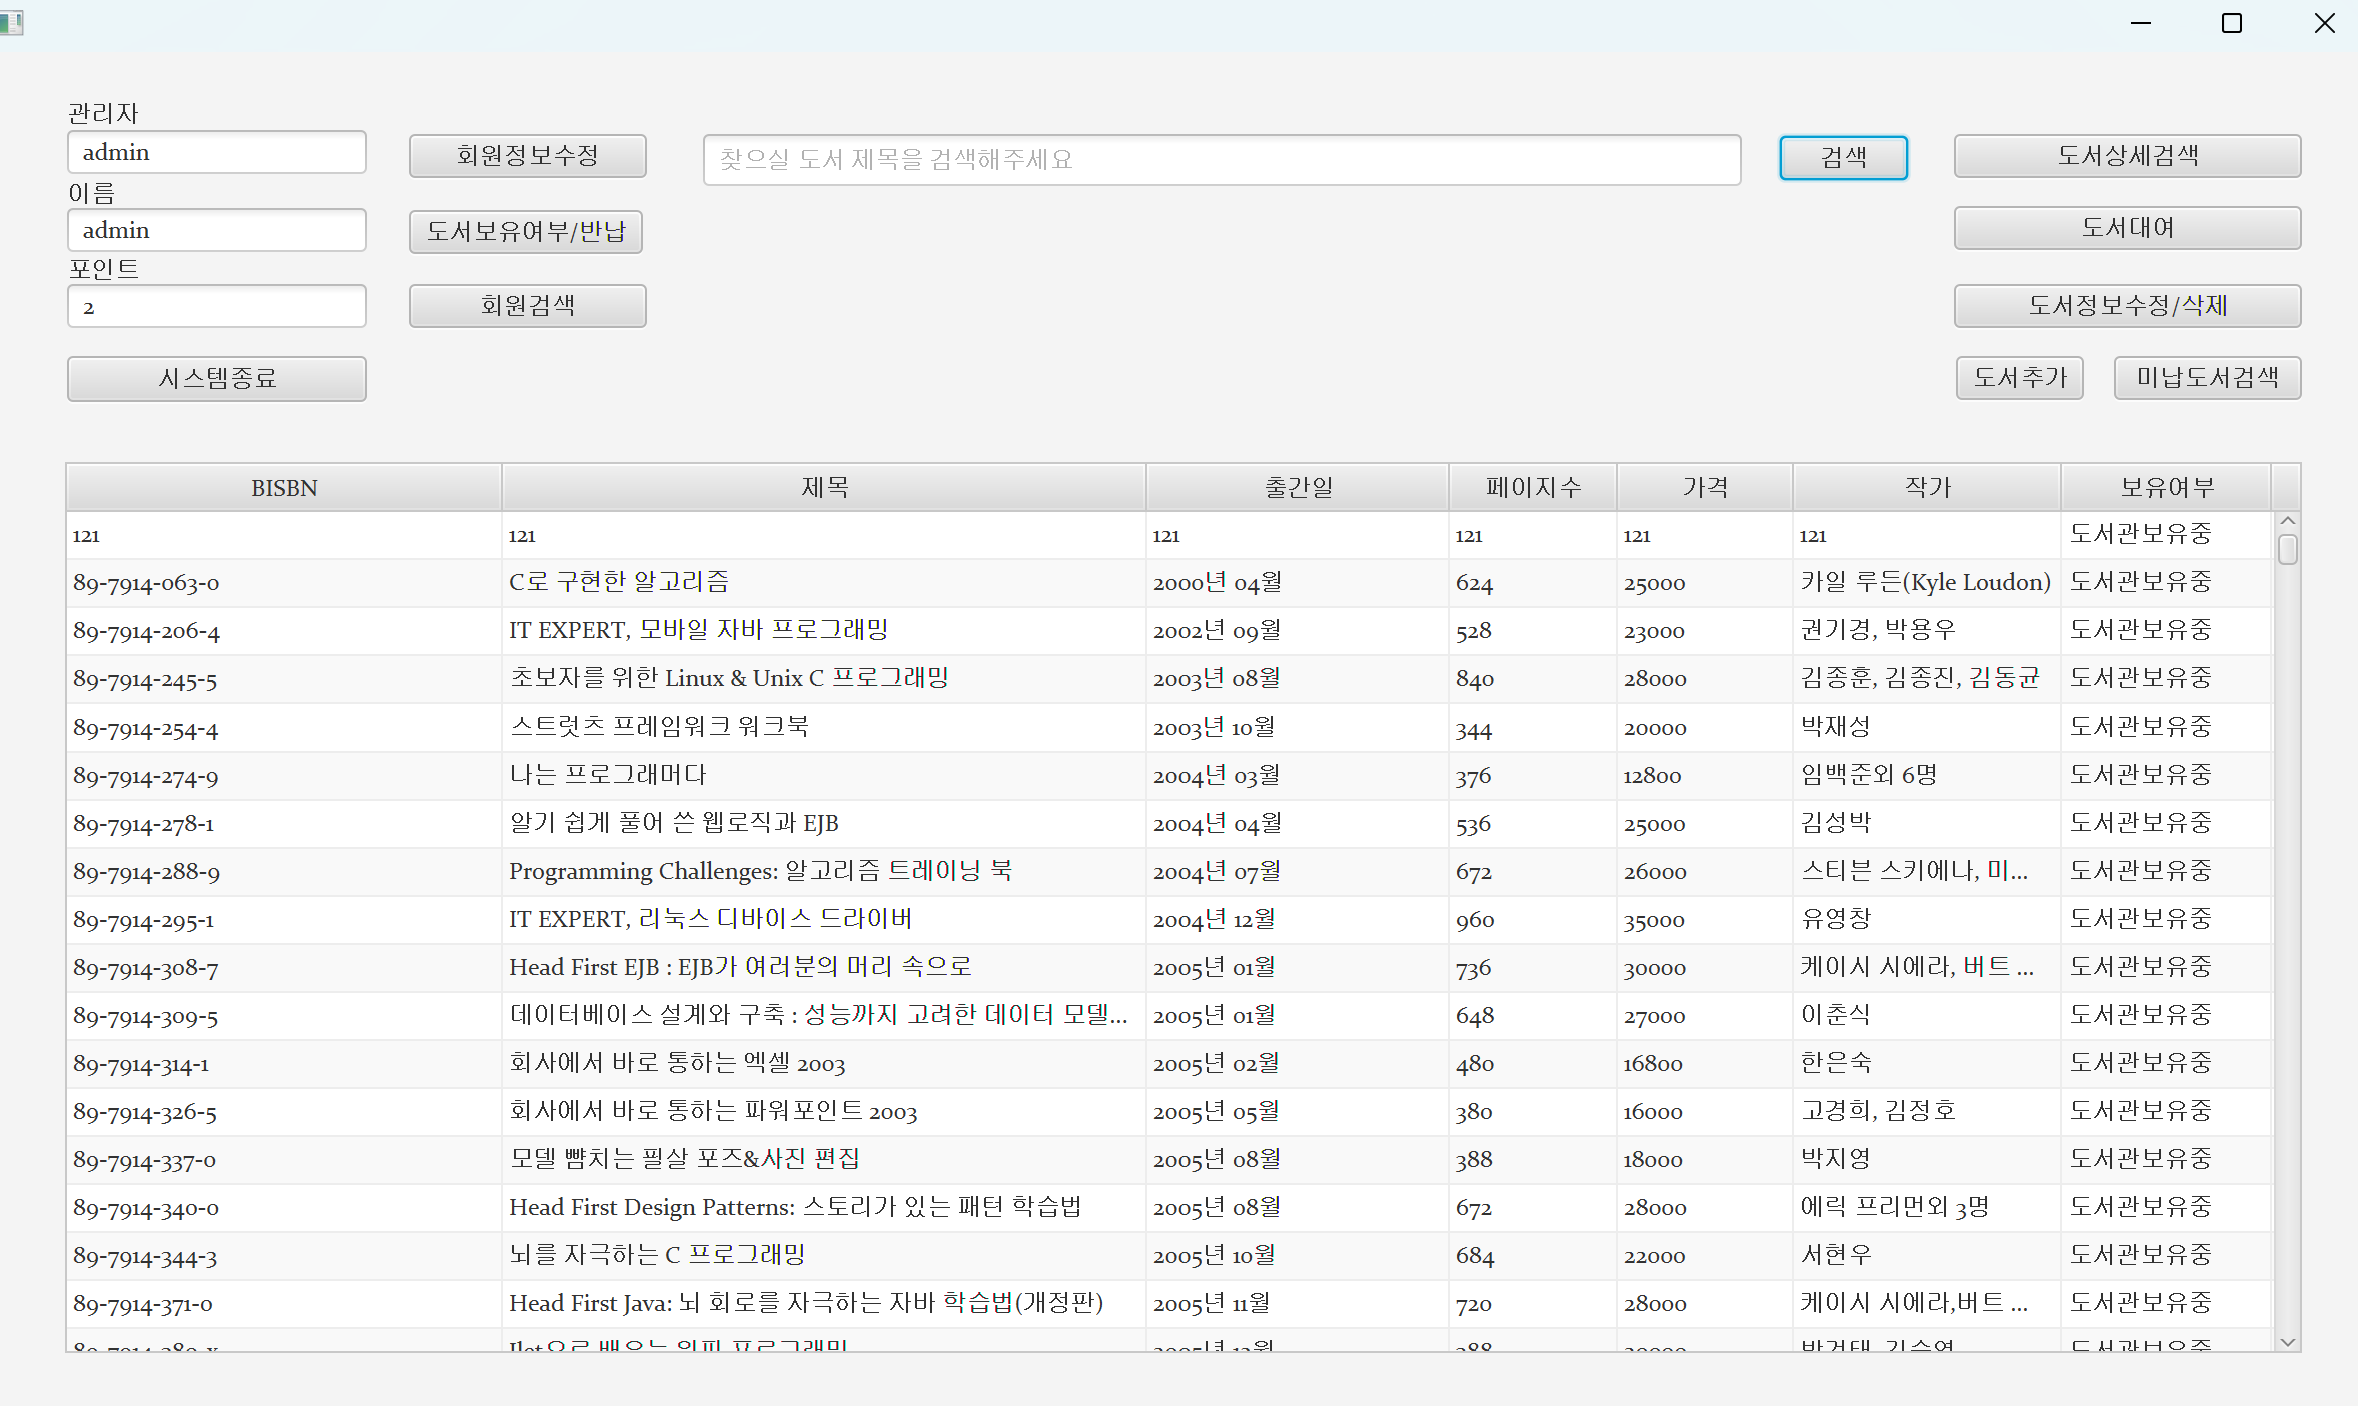 관리자
admin
회원정보수정
찾으실 도서 제목을 검색해주세요
검색
도서상세검색
이름
admin
도서보유여부/반납
도서대여
포인트
2
회원검색
도서정보수정/삭제
시스템종료
도서추가
미납도서검색
BISBN 제목 출간일 페이지수 가격 작가 보유여부
121 121 121 121 121 121 도서관보유중
89-7914-063-0 C로 구현한 알고리즘 2000년 04월 624 25000 카일 루든(Kyle Loudon) 도서관보유중
89-7914-206-4 IT EXPERT, 모바일 자바 프로그래밍 2002년 09월 528 23000 권기경, 박용우 도서관보유중
89-7914-245-5 초보자를 위한 Linux & Unix C 프로그래밍 2003년 08월 840 28000 김종훈, 김종진, 김동균 도서관보유중
89-7914-254-4 스트럿츠 프레임워크 워크북 2003년 10월 344 20000 박재성 도서관보유중
89-7914-274-9 나는 프로그래머다 2004년 03월 376 12800 임백준외 6명 도서관보유중
89-7914-278-1 알기 쉽게 풀어 쓴 웹로직과 EJB 2004년 04월 536 25000 김성박 도서관보유중
89-7914-288-9 Programming Challenges: 알고리즘 트레이닝 북 2004년 07월 672 26000 스티븐 스키에나, 미... 도서관보유중
89-7914-295-1 IT EXPERT, 리눅스 디바이스 드라이버 2004년 12월 960 35000 유영창 도서관보유중
89-7914-308-7 Head First EJB : EJB가 여러분의 머리 속으로 2005년 01월 736 30000 케이시 시에라, 버트 ... 도서관보유중
89-7914-309-5 데이터베이스 설계와 구축 : 성능까지 고려한 데이터 모델... 2005년 01월 648 27000 이춘식 도서관보유중
89-7914-314-1 회사에서 바로 통하는 엑셀 2003 2005년 02월 480 16800 한은숙 도서관보유중
89-7914-326-5 회사에서 바로 통하는 파워포인트 2003 2005년 05월 380 16000 고경희, 김정호 도서관보유중
89-7914-337-0 모델 뺨치는 필살 포즈&사진 편집 2005년 08월 388 18000 박지영 도서관보유중
89-7914-340-0 Head First Design Patterns: 스토리가 있는 패턴 학습법 2005년 08월 672 28000 에릭 프리먼외 3명 도서관보유중
89-7914-344-3 뇌를 자극하는 C 프로그래밍 2005년 10월 684 22000 서현우 도서관보유중
89-7914-371-0 Head First Java: 뇌 회로를 자극하는 자바 학습법(개정판) 2005년 11월 720 28000 케이시 시에라,버트 ... 도서관보유중